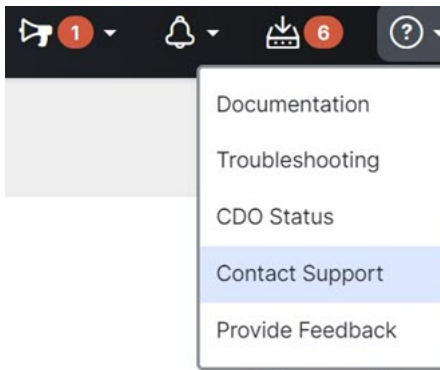 1 6 ?
Documentation
Troubleshooting
CDO Status
Contact Support
Provide Feedback